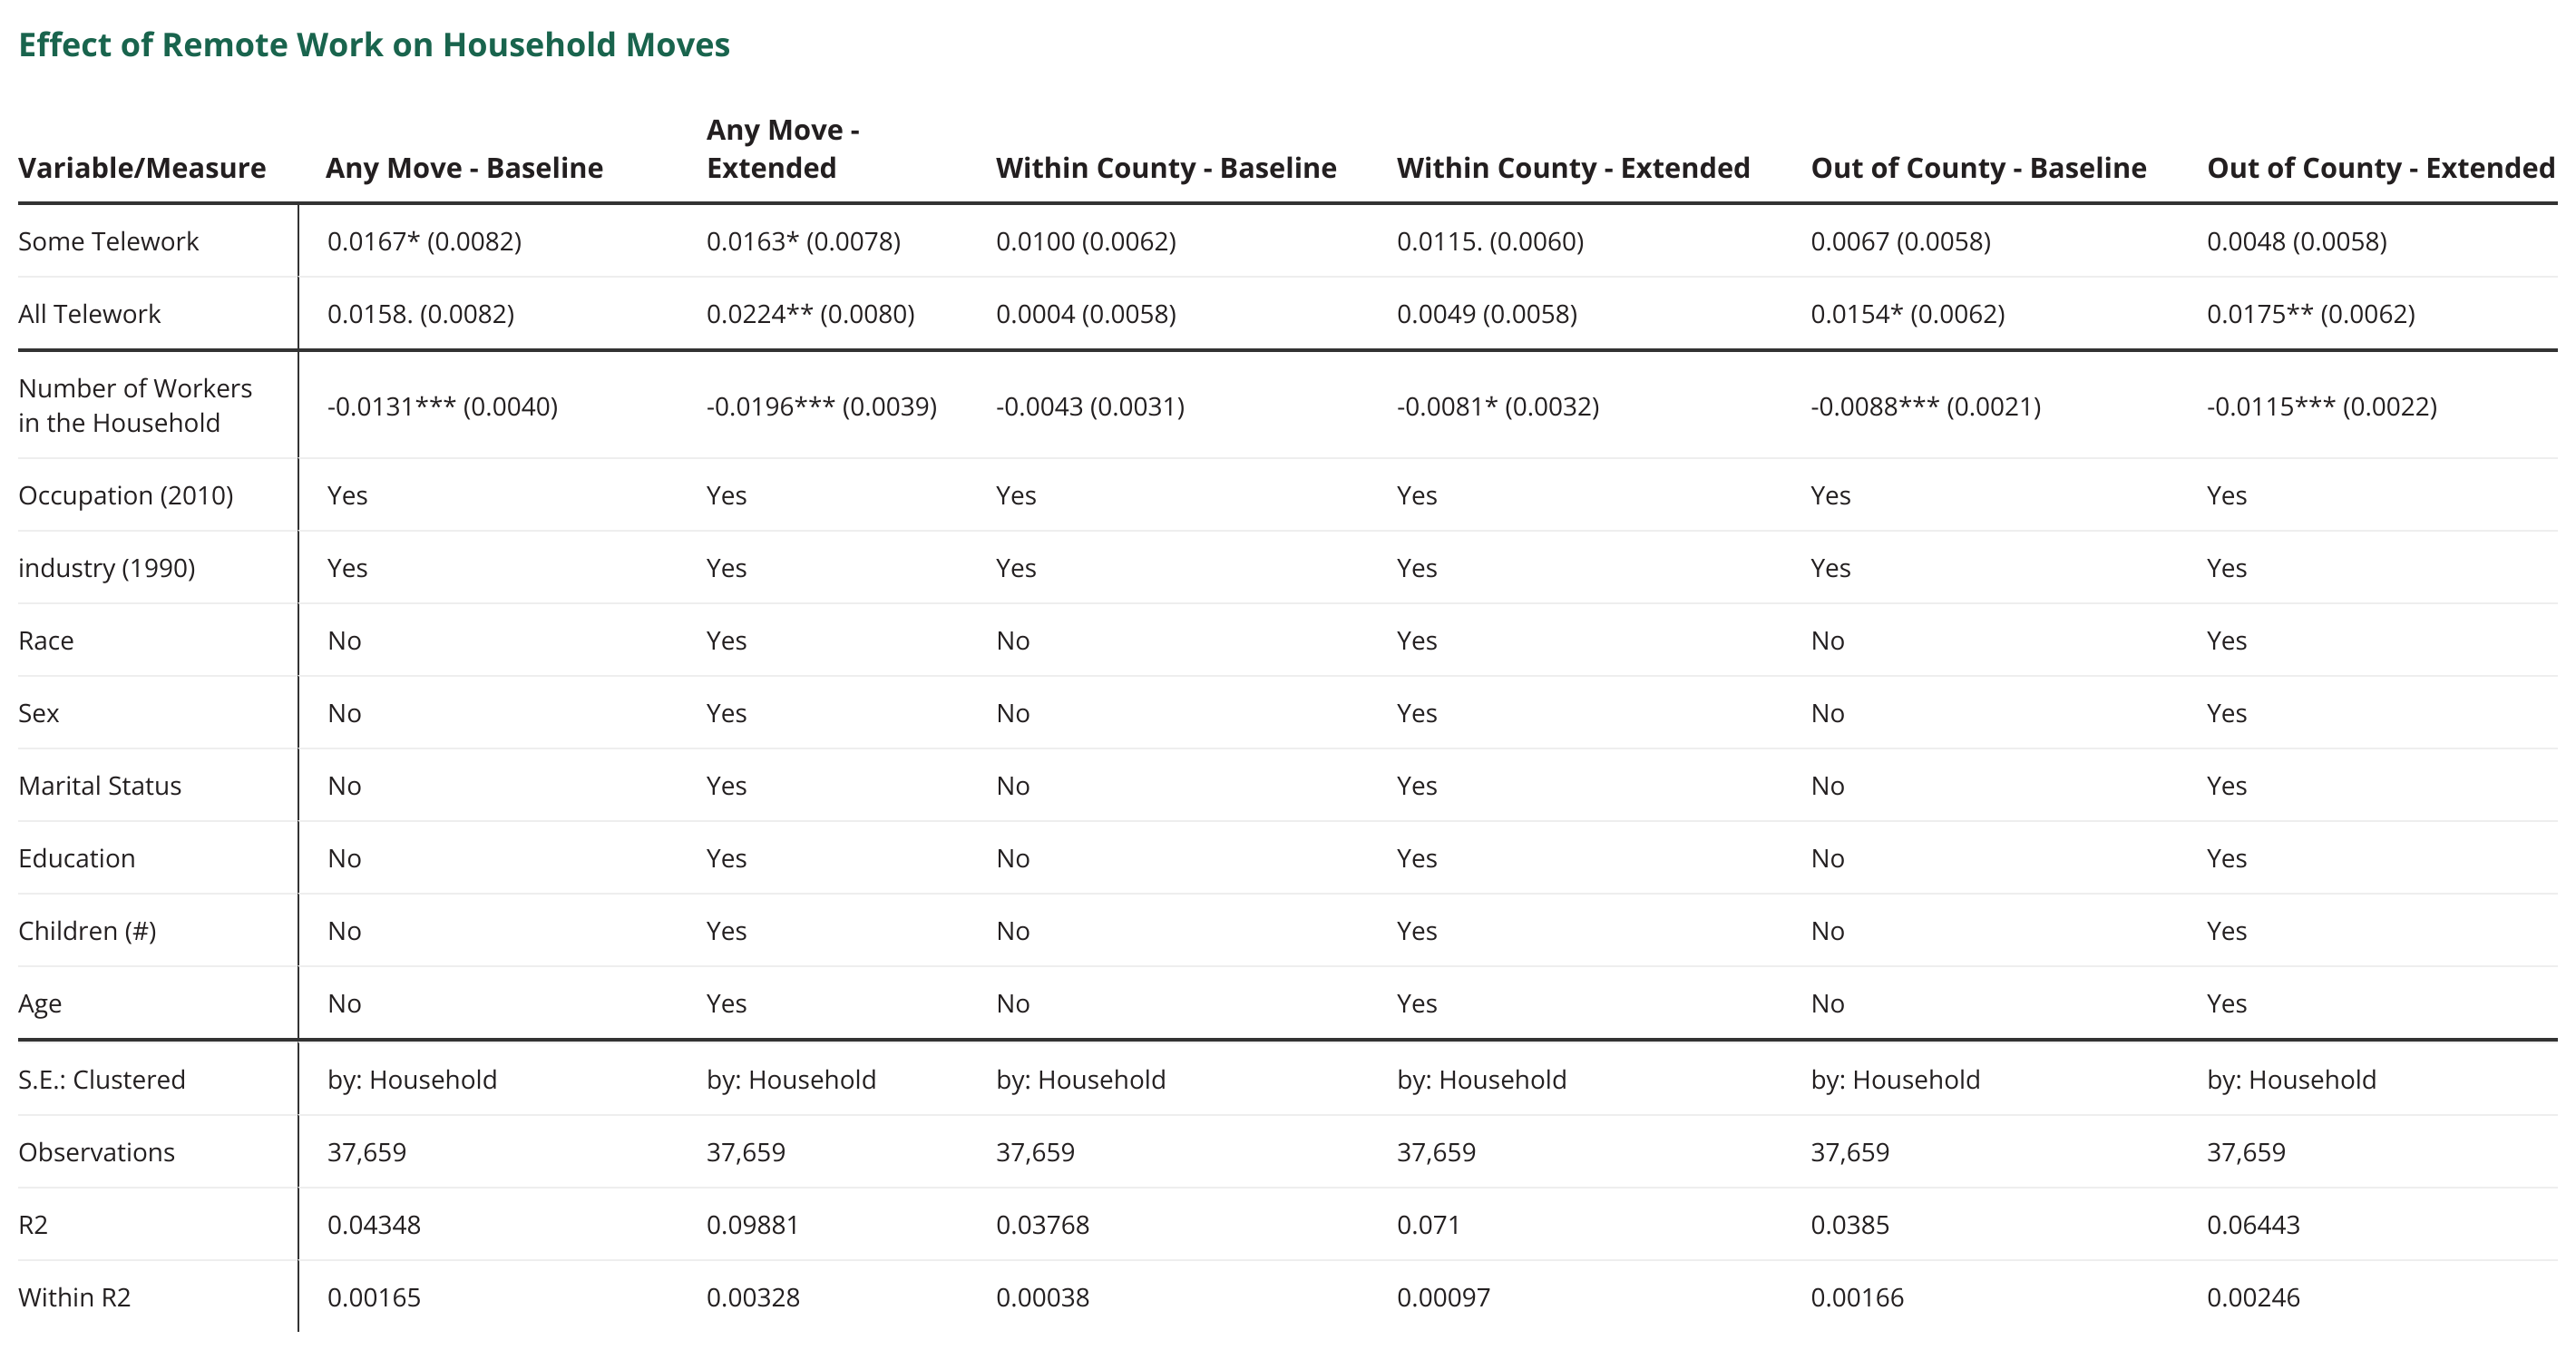 Effect of Remote Work on Household Moves
Variable/Measure Any Move - Baseline Any Move - Extended Within County - Baseline Within County - Extended Out of County - Baseline Out of County - Extended
Some Telework 0.0167* (0.0082) 0.0163* (0.0078) 0.0100 (0.0062) 0.0115. (0.0060) 0.0067 (0.0058) 0.0048 (0.0058)
All Telework 0.0158. (0.0082) 0.0224** (0.0080) 0.0004 (0.0058) 0.0049 (0.0058) 0.0154* (0.0062) 0.0175** (0.0062)
Number of Workers in the Household -0.0131*** (0.0040) -0.0196*** (0.0039) -0.0043 (0.0031) -0.0081* (0.0032) -0.0088*** (0.0021) -0.0115*** (0.0022)
Occupation (2010) Yes Yes Yes Yes Yes Yes
industry (1990) Yes Yes Yes Yes Yes Yes
Race No Yes No Yes No Yes
Sex No Yes No Yes No Yes
Marital Status No Yes No Yes No Yes
Education No Yes No Yes No Yes
Children (#) No Yes No Yes No Yes
Age No Yes No Yes No Yes
S.E.: Clustered by: Household by: Household by: Household by: Household by: Household by: Household
Observations 37,659 37,659 37,659 37,659 37,659 37,659
R2 0.04348 0.09881 0.03768 0.071 0.0385 0.06443
Within R2 0.00165 0.00328 0.00038 0.00097 0.00166 0.00246